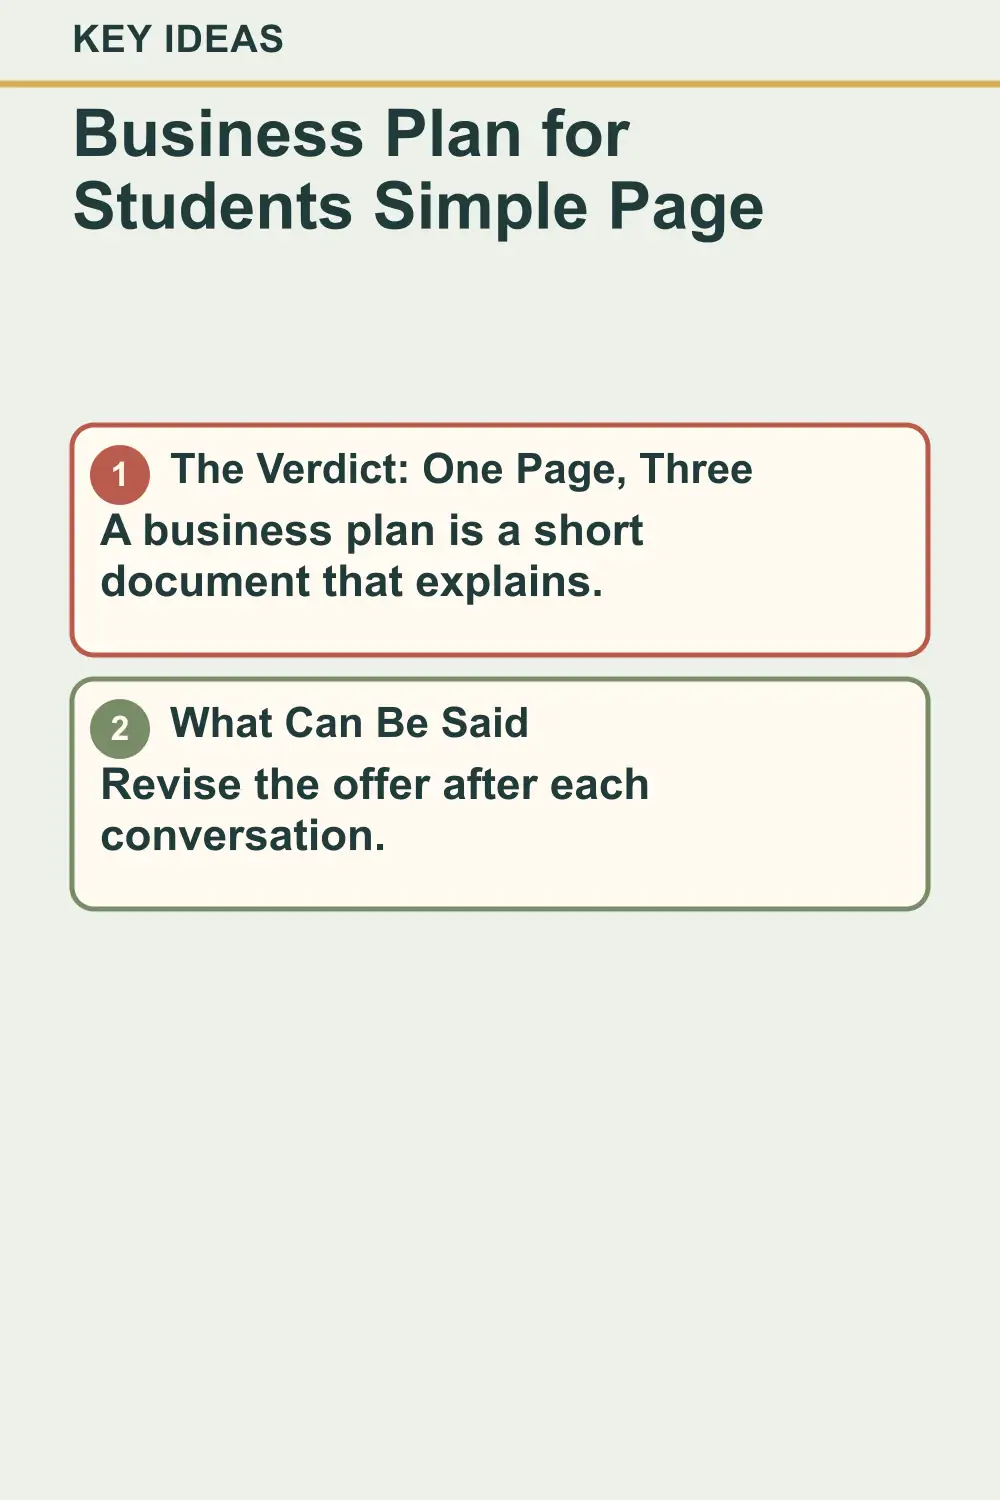 KEY IDEAS
Business Plan for
Students Simple Page
1 The Verdict: One Page, Three
A business plan is a short
document that explains.
2 What Can Be Said
Revise the offer after each
conversation.